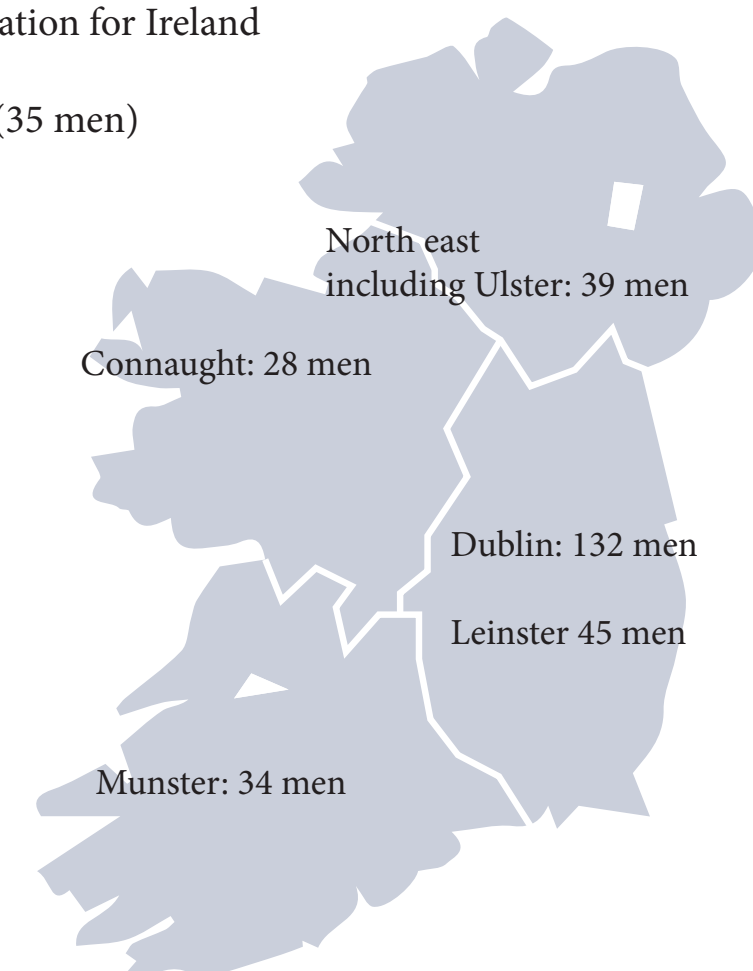 ation for Ireland
(35 men)
North east
including Ulster: 39 men
Connaught: 28 men
Dublin: 132 men
Leinster 45 men
Munster: 34 men